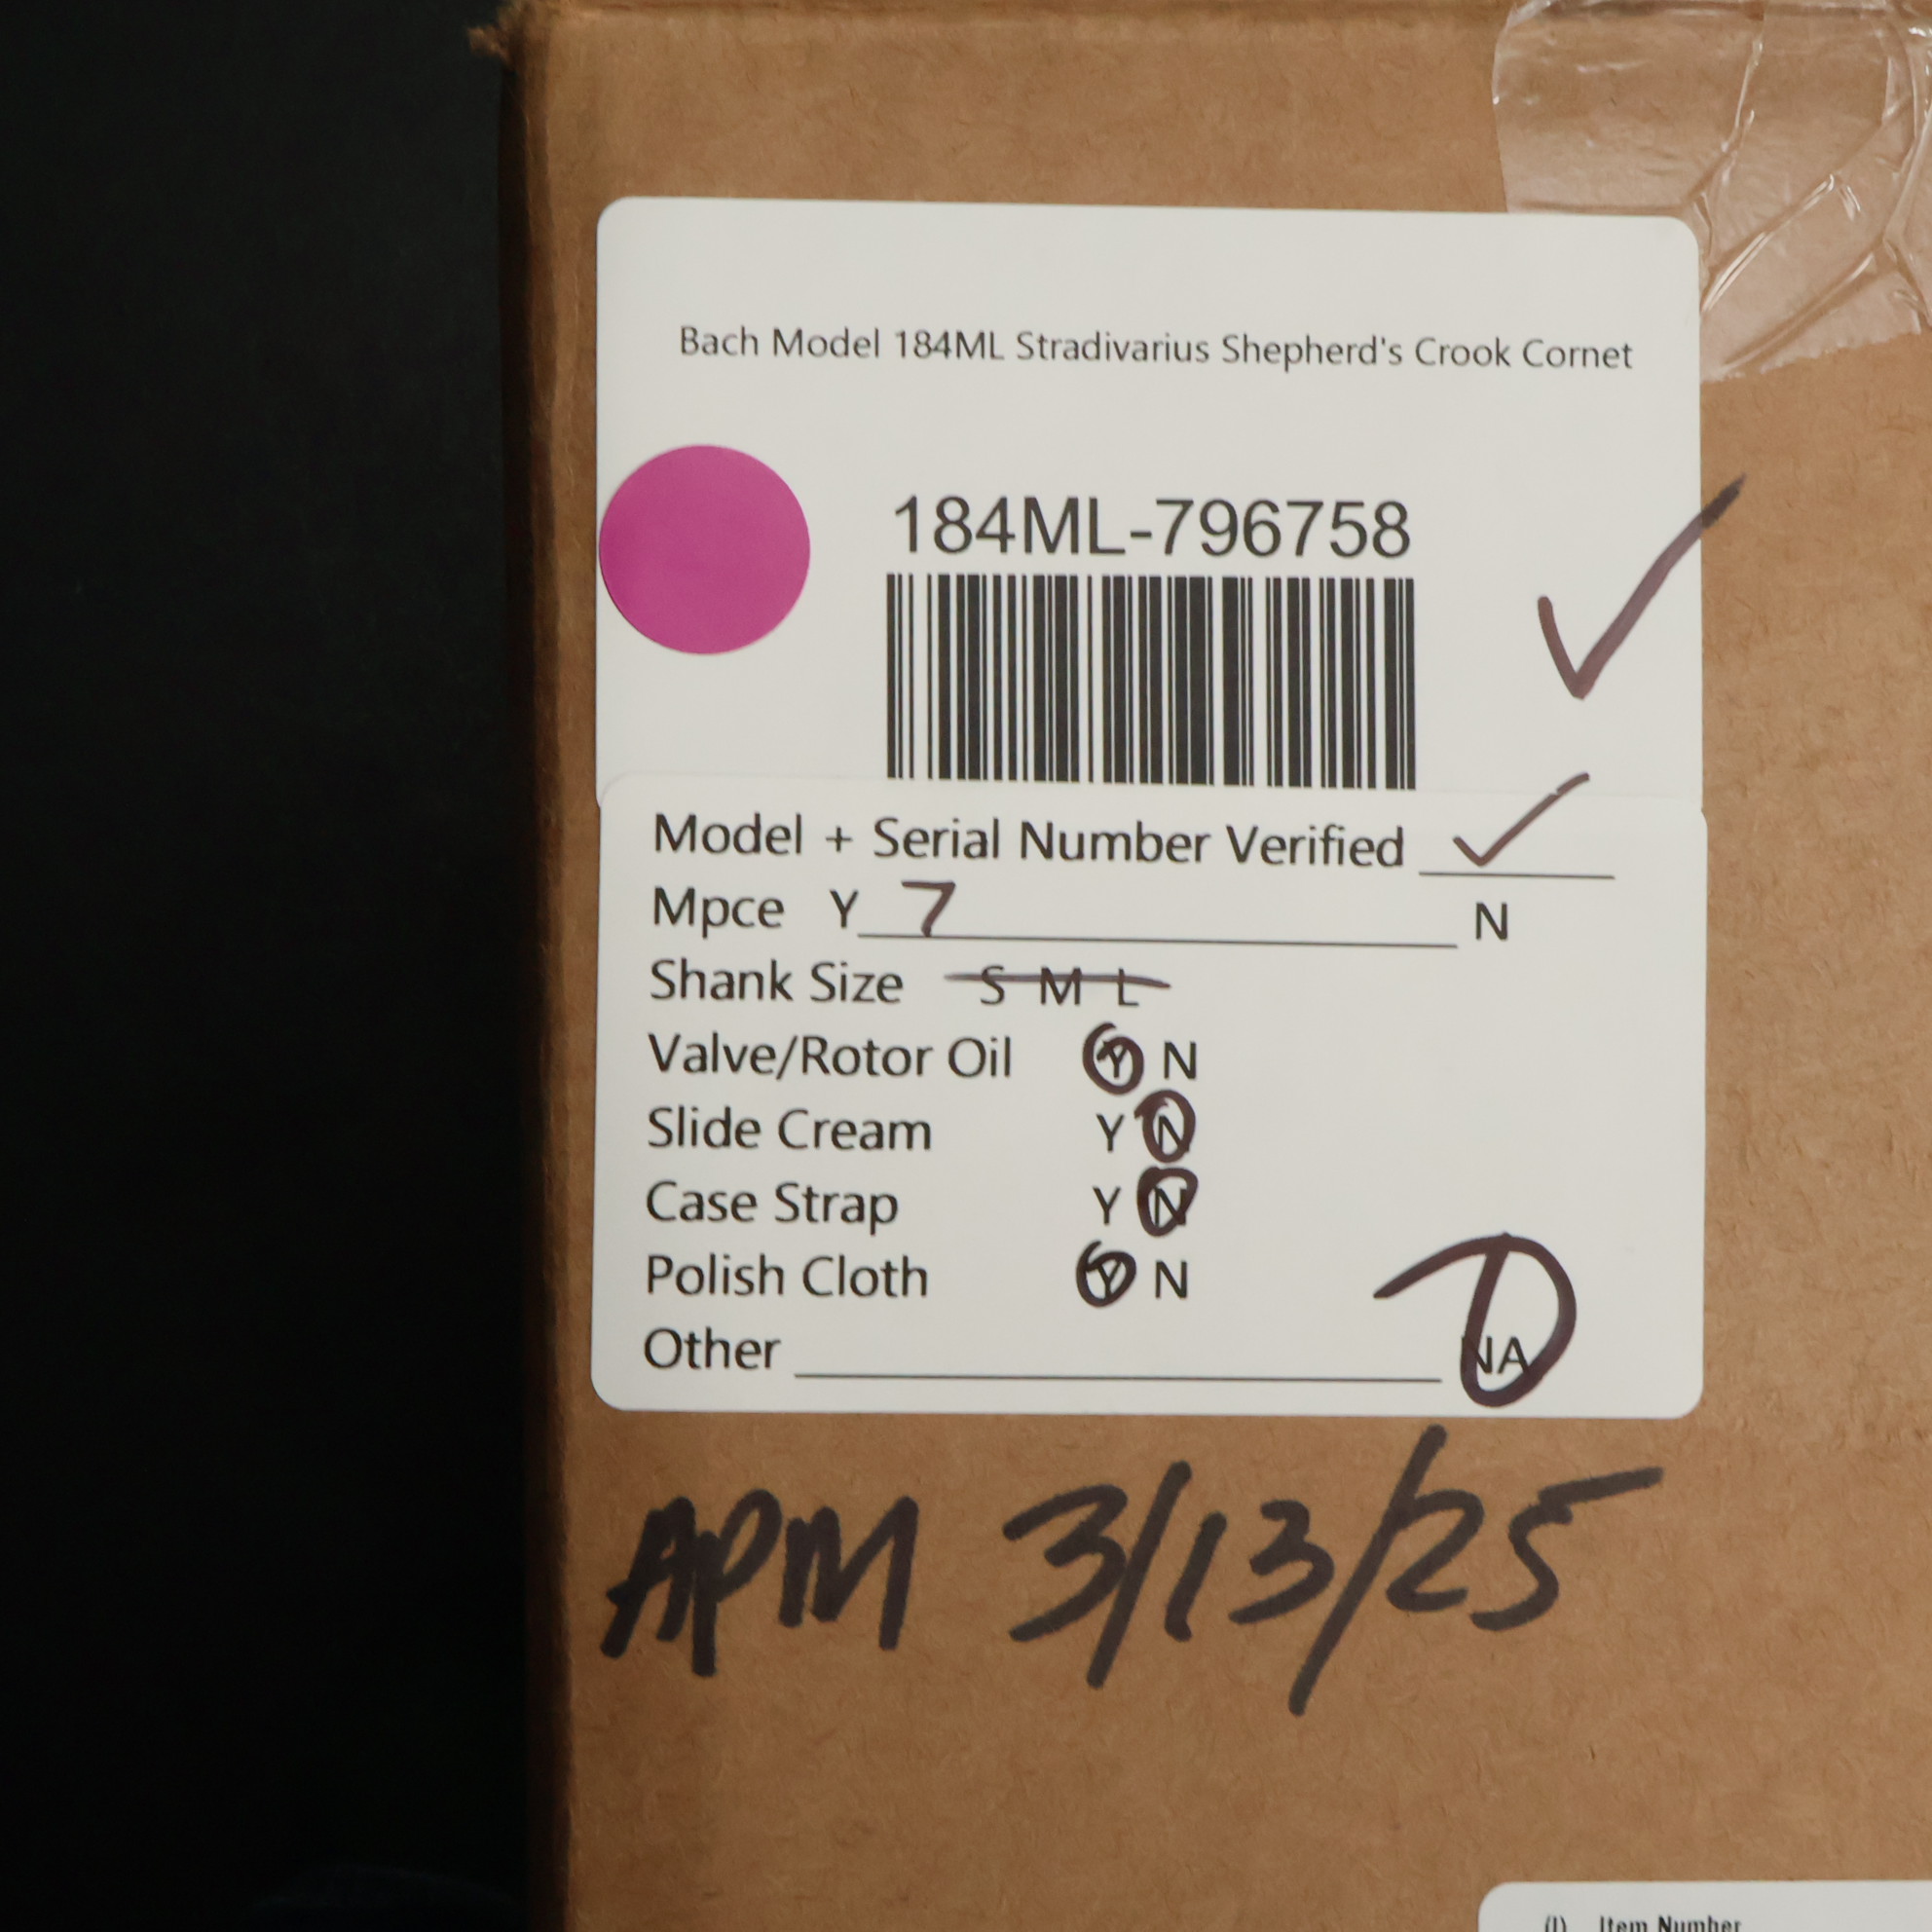 Bach Model 184ML Stradivarius Shepherd's Crook Cornet
184ML-796758
Model + Serial Number Verified ✓
Mpce Y 7 N
Shank Size S M L
Valve/Rotor Oil Y N
Slide Cream Y N
Case Strap Y N
Polish Cloth Y N
Other NA
APM 3/13/25
(I) Item Number